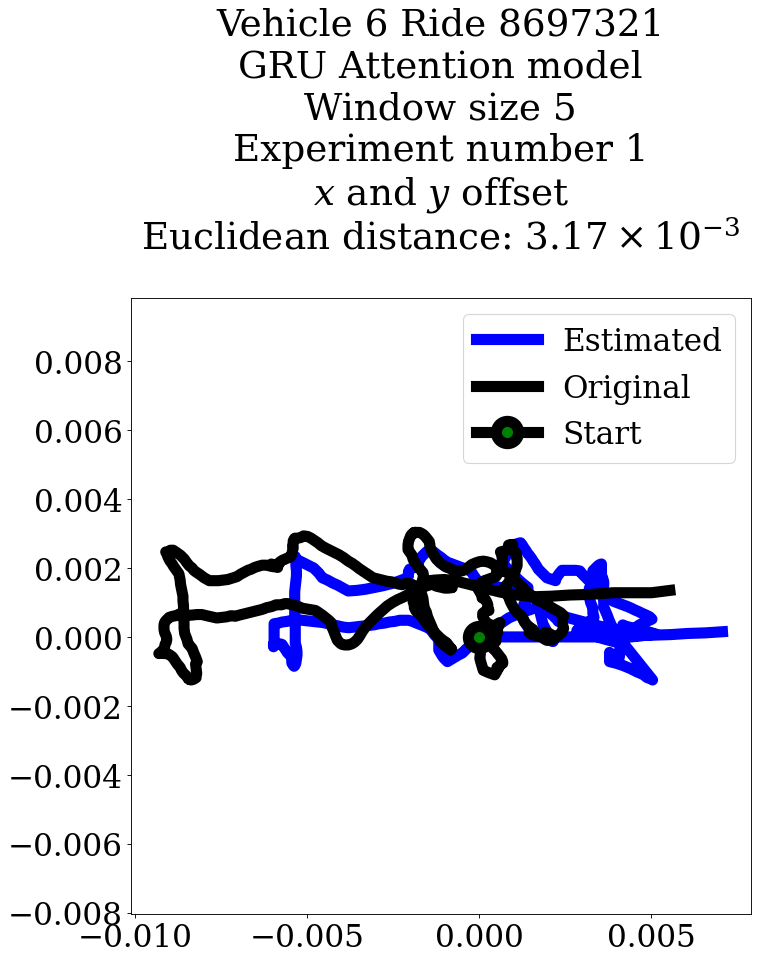 Vehicle 6 Ride 8697321
GRU Attention model
Window size 5
Experiment number 1
x and y offset
Euclidean distance: 3.17 × 10⁻³
Estimated
Original
Start
0.008
0.006
0.004
0.002
0.000
−0.002
−0.004
−0.006
−0.008
−0.010 −0.005 0.000 0.005